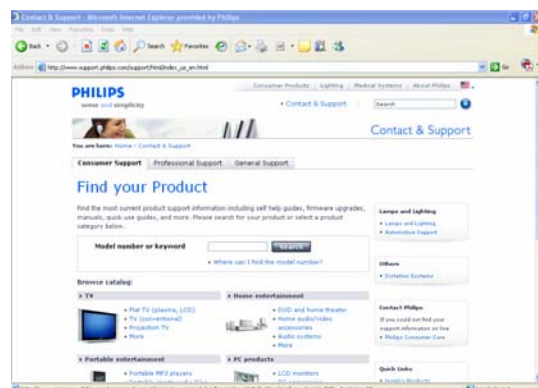 Contact & Support - Microsoft Internet Explorer provided by Philips
File Edit View Favorites Tools Help
Back Search Favorites
Address http://www.support.philips.com/support/html/index_us_en.html Go
Consumer Products Lighting Medical Systems About Philips
PHILIPS
sense and simplicity
Contact & Support Search
Contact & Support
You are here: Home - Contact & Support
Consumer Support Professional Support General Support
Find your Product
Find the most current product support information including self help guides, firmware upgrades,
manuals, quick use guides, and more. Please search for your product or select a product
category below.
Model number or keyword Search
Where can I find the model number?
Browse catalog:
TV
Flat TV (plasma, LCD)
TV (conventional)
Projection TV
More
Home entertainment
DVD and home theater
Home audio/video
accessories
Audio systems
More
Portable entertainment
Portable MP3 players
PC products
LCD monitors
Lamps and Lighting
Lamps and Lighting
Automotive Support
Others
Dictation Systems
Contact Philips
If you could not find your
support information on line
Philips Consumer Care
Quick Links